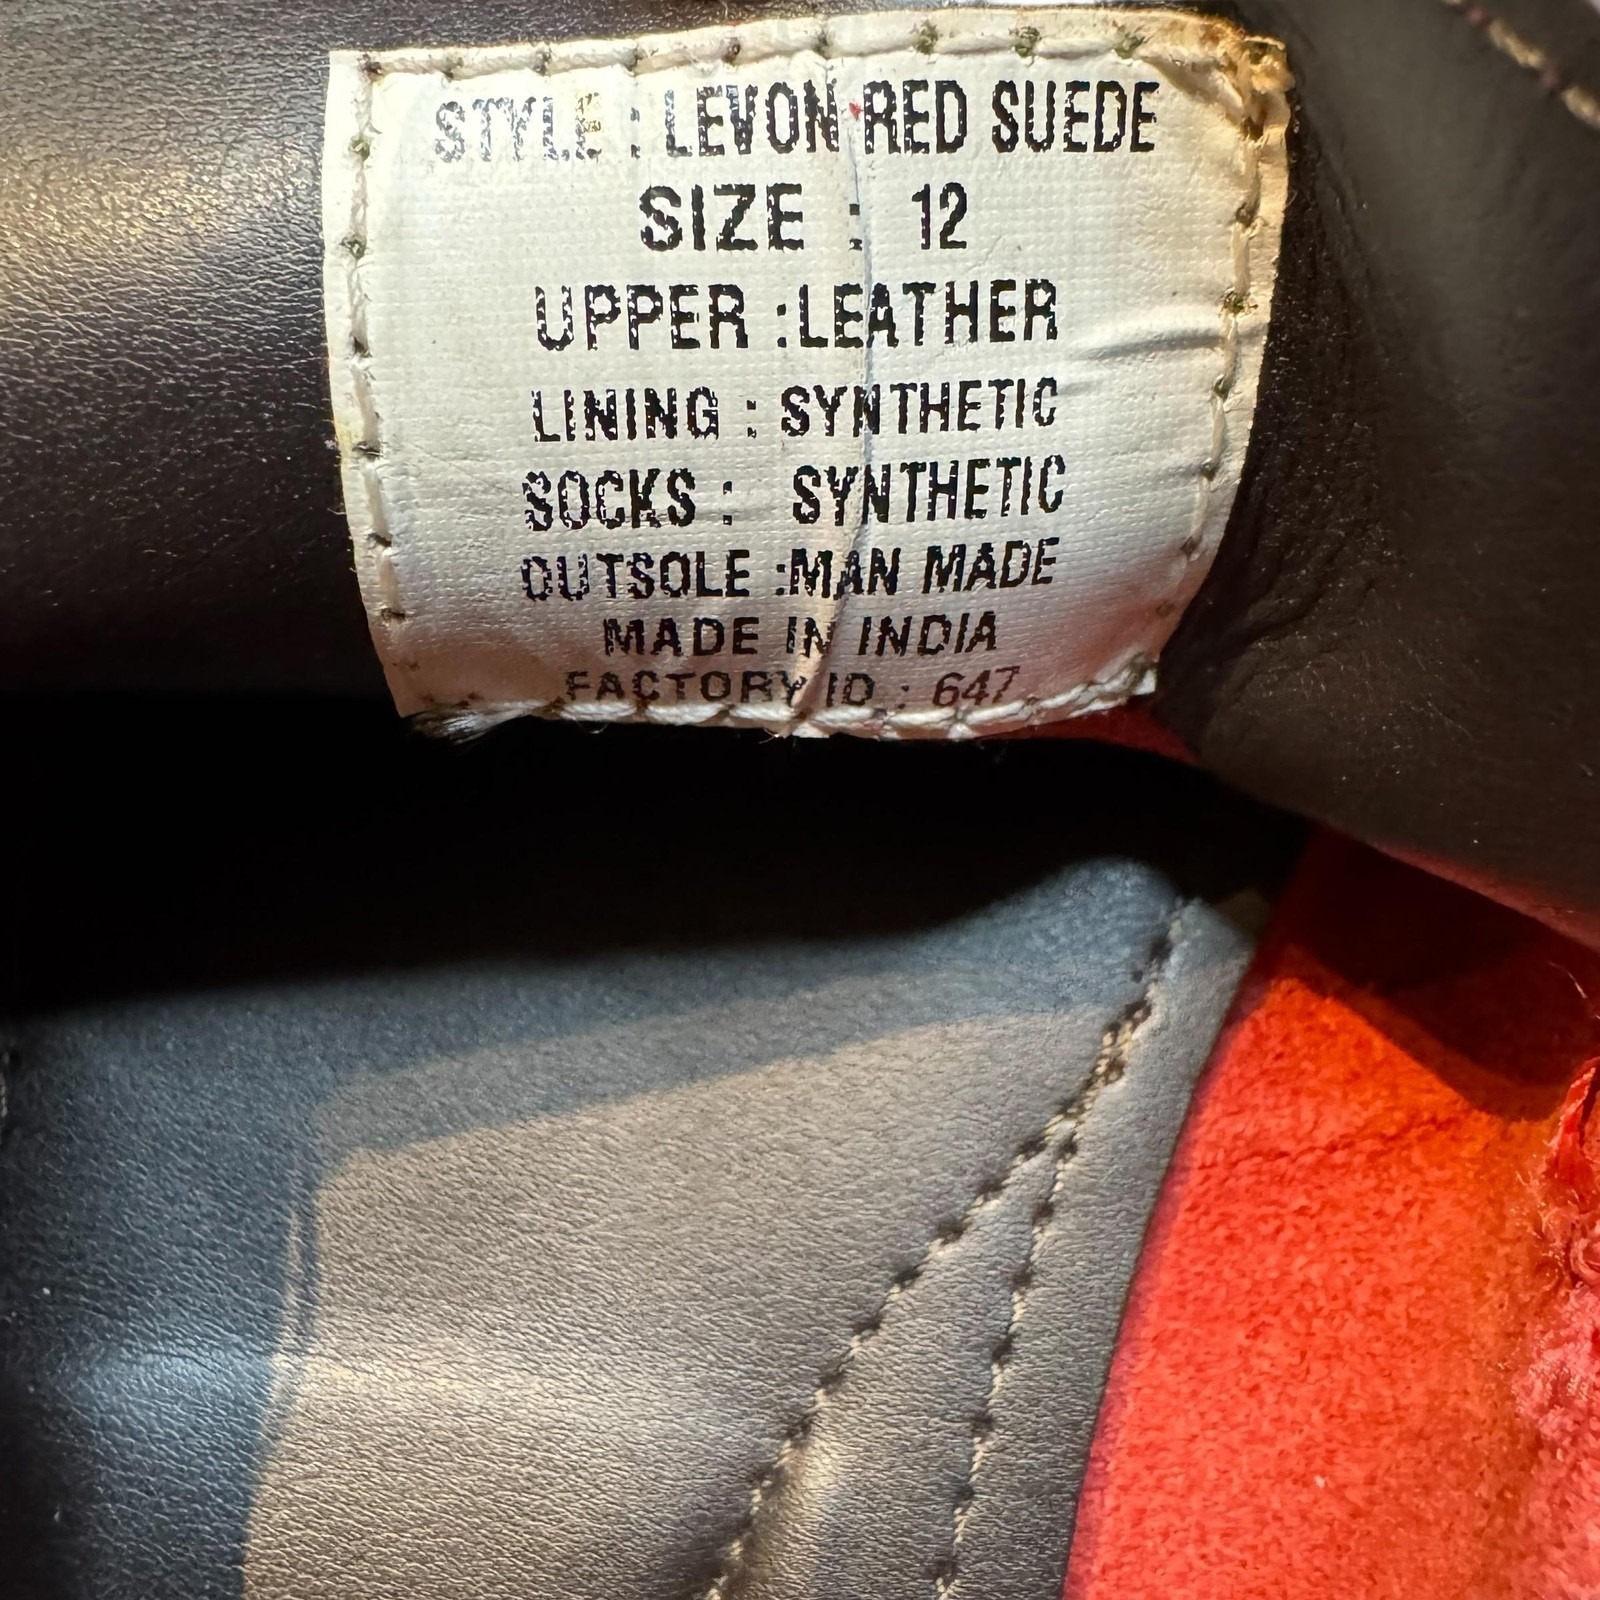 STYLE : LEVON RED SUEDE
SIZE : 12
UPPER :LEATHER
LINING : SYNTHETIC
SOCKS : SYNTHETIC
OUTSOLE :MAN MADE
MADE IN INDIA
FACTORY ID : 647